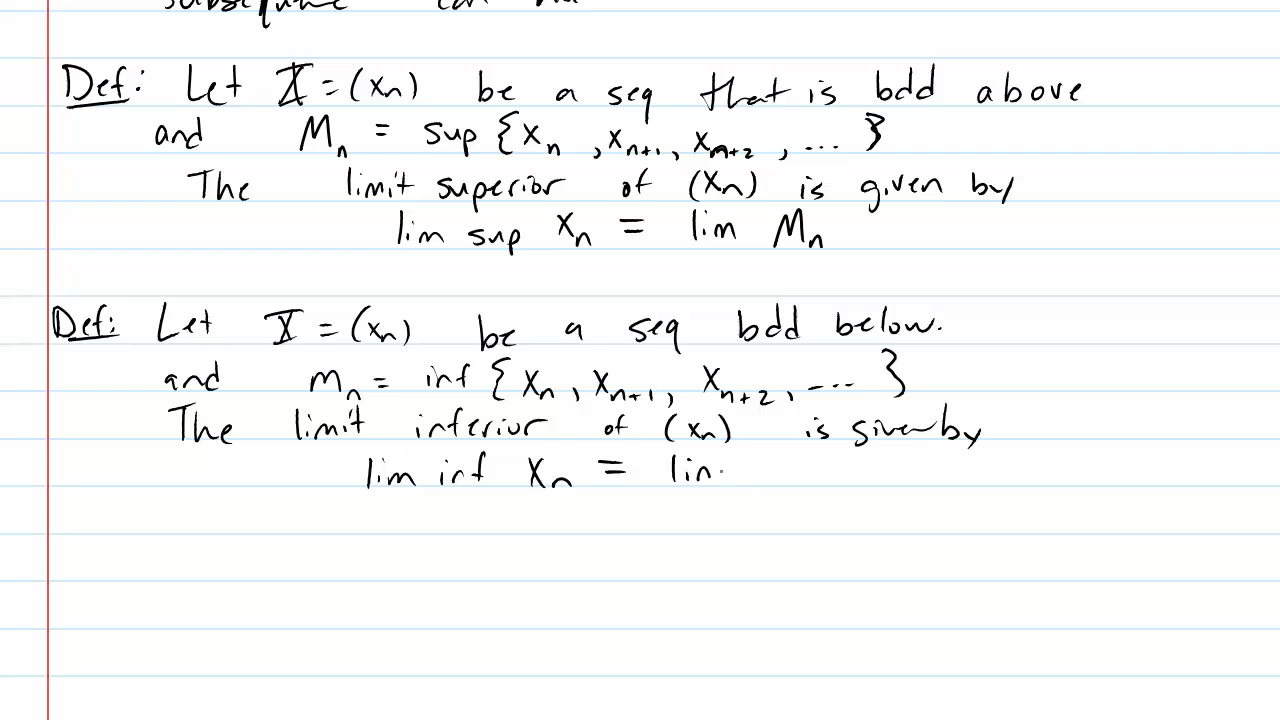 Def: Let X = (xn) be a seq that is bdd above
and Mn = sup {xn, xn+1, xn+2, ... }
The limit superior of (xn) is given by
lim sup xn = lim Mn
Def: Let X = (xn) be a seq bdd below.
and mn = inf {xn, xn+1, xn+2, ... }
The limit inferior of (xn) is given by
lim inf xn = lim